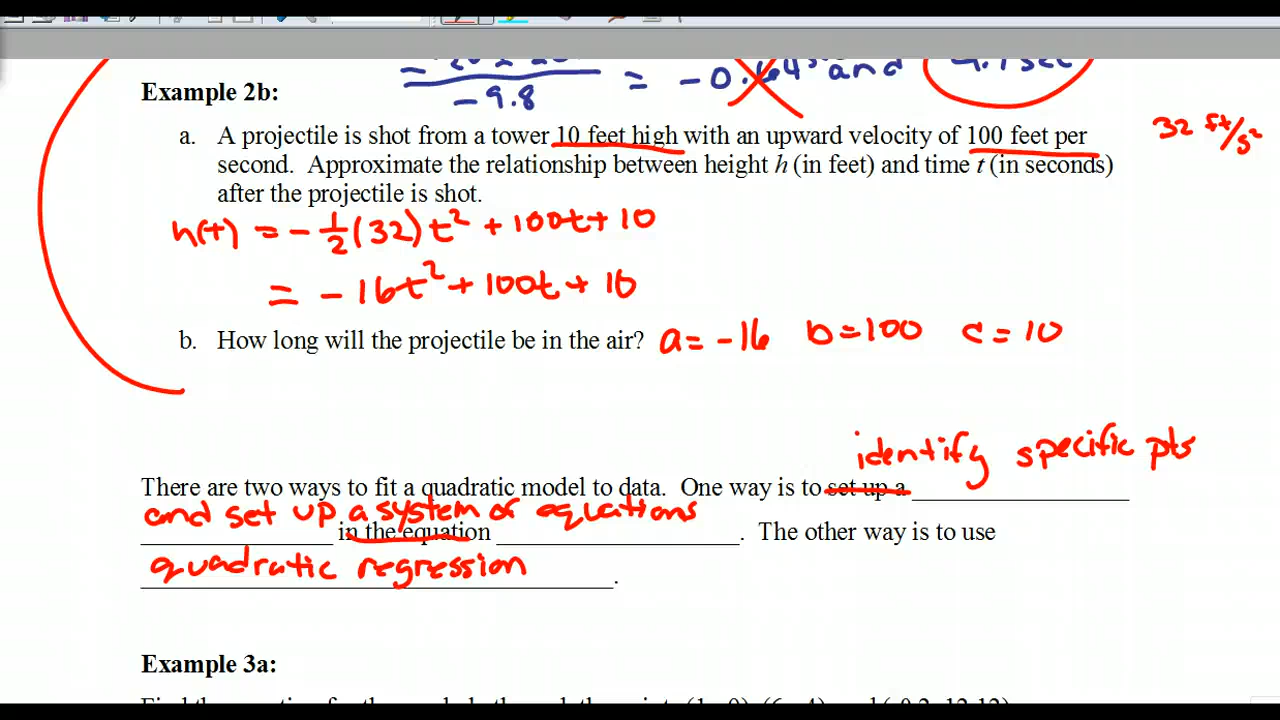 -9.8 = -0.64 and 4.1 sec
Example 2b:
a. A projectile is shot from a tower 10 feet high with an upward velocity of 100 feet per
32 ft/s²
second. Approximate the relationship between height h (in feet) and time t (in seconds)
after the projectile is shot.
h(t) = -1/2(32)t² + 100t + 10
= -16t² + 100t + 10
b. How long will the projectile be in the air? a = -16 b = 100 c = 10
identify specific pts
There are two ways to fit a quadratic model to data. One way is to set up a
and set up a system of equations
in the equation . The other way is to use
quadratic regression
.
Example 3a: